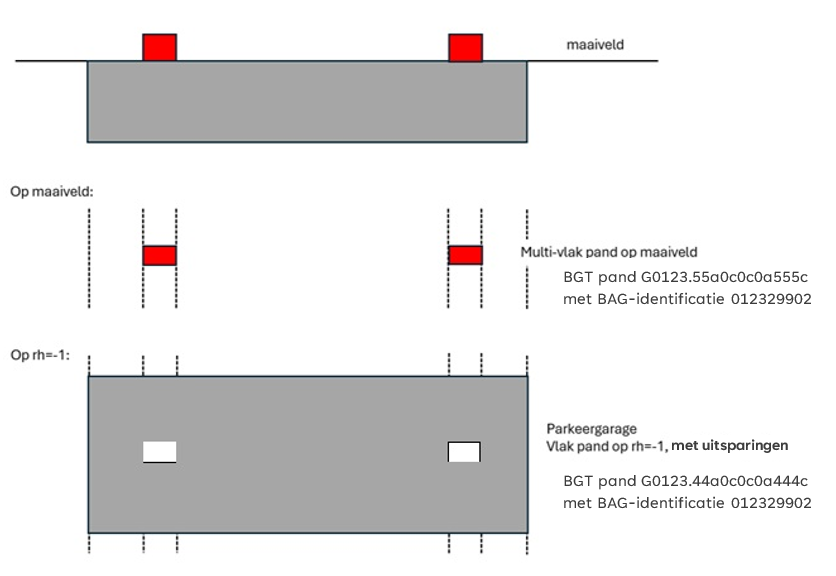 maaiveld
Op maaiveld:
Multi-vlak pand op maaiveld
BGT pand G0123.55a0c0c0a555c
met BAG-identificatie 012329902
Op rh=-1:
Parkeergarage
Vlak pand op rh=-1, met uitsparingen
BGT pand G0123.44a0c0c0a444c
met BAG-identificatie 012329902